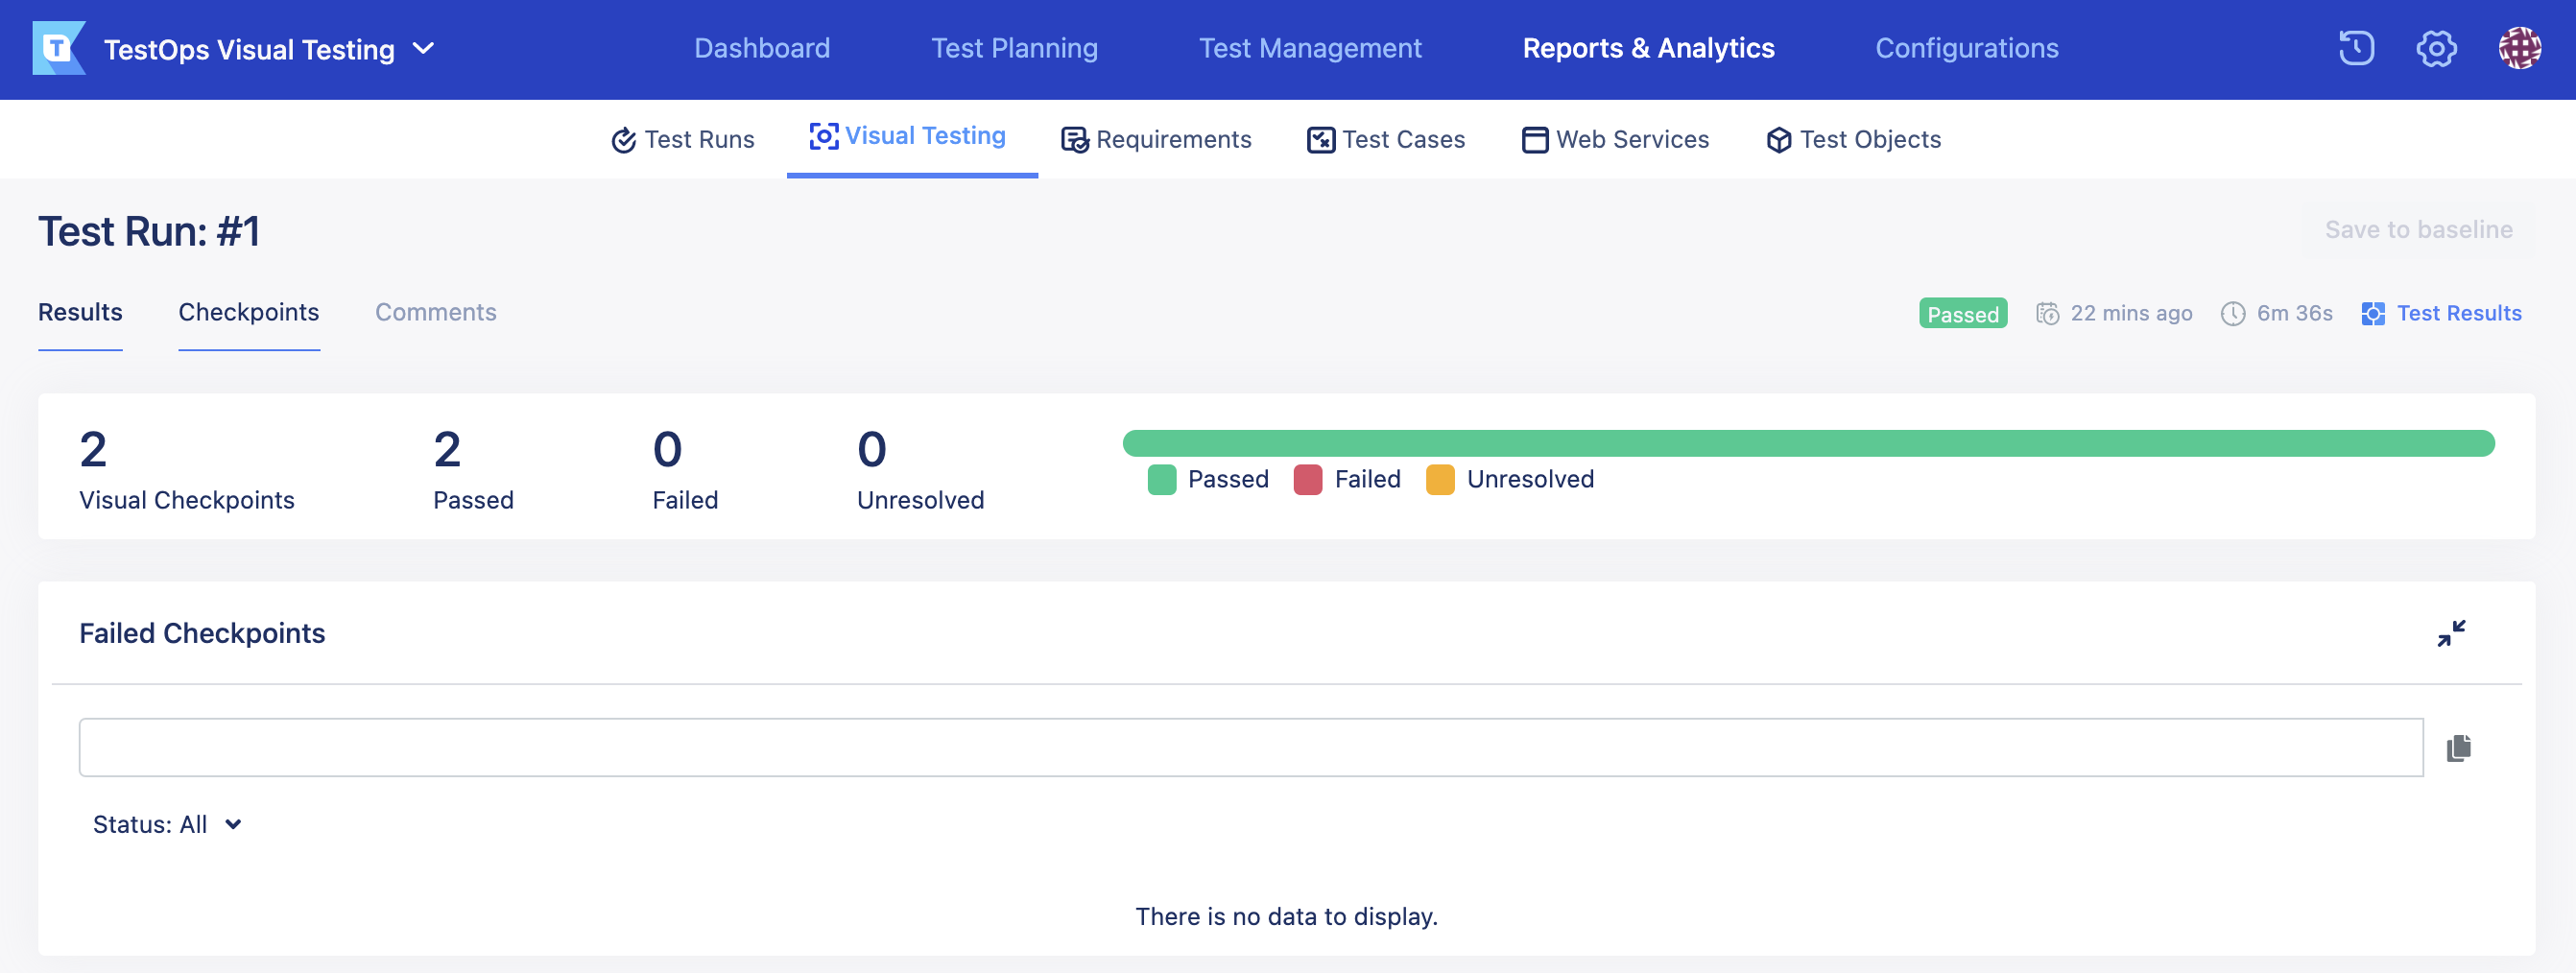 TestOps Visual Testing
Dashboard
Test Planning
Test Management
Reports & Analytics
Configurations
Test Runs
Visual Testing
Requirements
Test Cases
Web Services
Test Objects
Test Run: #1
Save to baseline
Results
Checkpoints
Comments
Passed
22 mins ago
6m 36s
Test Results
2
Visual Checkpoints
2
Passed
0
Failed
0
Unresolved
Passed
Failed
Unresolved
Failed Checkpoints
Status: All
There is no data to display.